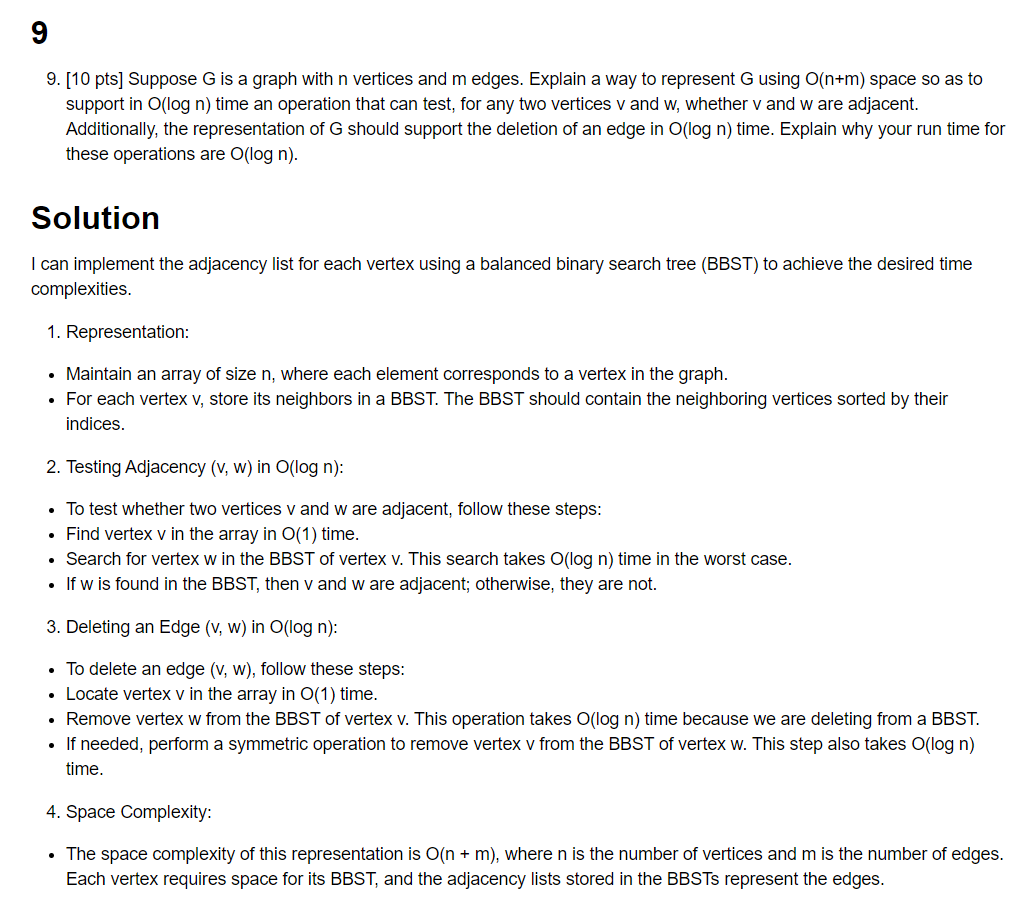 9
9. [10 pts] Suppose G is a graph with n vertices and m edges. Explain a way to represent G using O(n+m) space so as to
support in O(log n) time an operation that can test, for any two vertices v and w, whether v and w are adjacent.
Additionally, the representation of G should support the deletion of an edge in O(log n) time. Explain why your run time for
these operations are O(log n).
Solution
I can implement the adjacency list for each vertex using a balanced binary search tree (BBST) to achieve the desired time
complexities.
1. Representation:
• Maintain an array of size n, where each element corresponds to a vertex in the graph.
• For each vertex v, store its neighbors in a BBST. The BBST should contain the neighboring vertices sorted by their
indices.
2. Testing Adjacency (v, w) in O(log n):
• To test whether two vertices v and w are adjacent, follow these steps:
• Find vertex v in the array in O(1) time.
• Search for vertex w in the BBST of vertex v. This search takes O(log n) time in the worst case.
• If w is found in the BBST, then v and w are adjacent; otherwise, they are not.
3. Deleting an Edge (v, w) in O(log n):
• To delete an edge (v, w), follow these steps:
• Locate vertex v in the array in O(1) time.
• Remove vertex w from the BBST of vertex v. This operation takes O(log n) time because we are deleting from a BBST.
• If needed, perform a symmetric operation to remove vertex v from the BBST of vertex w. This step also takes O(log n)
time.
4. Space Complexity:
• The space complexity of this representation is O(n + m), where n is the number of vertices and m is the number of edges.
Each vertex requires space for its BBST, and the adjacency lists stored in the BBSTs represent the edges.